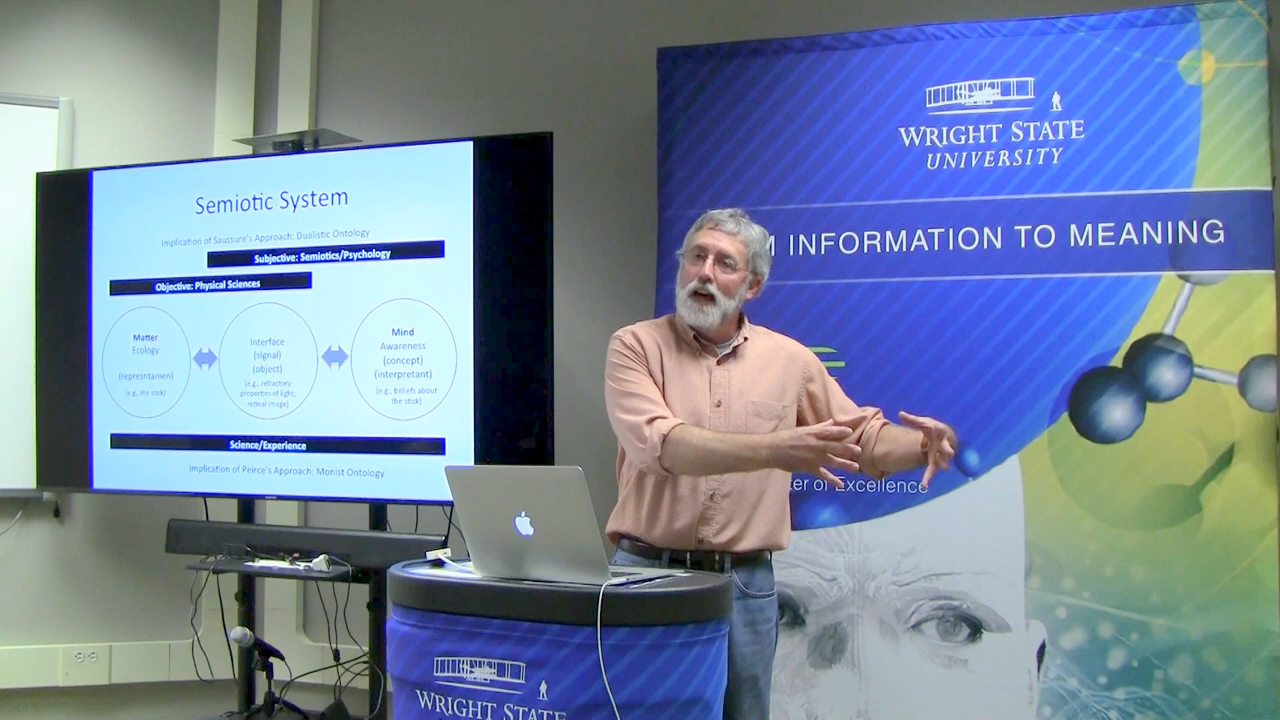 Semiotic System
Implication of Saussure's Approach: Dualistic Ontology
Subjective: Semiotics/Psychology
Objective: Physical Sciences
Matter
Ecology
(represintamen)
(e.g., the stick)
Interface
(signal)
(object)
(e.g., refractory
properties of light,
retinal image)
Mind
Awareness
(concept)
(interpretant)
(e.g., beliefs about
the stick)
Science/Experience
Implication of Peirce's Approach: Monist Ontology
WRIGHT STATE
UNIVERSITY
M INFORMATION TO MEANING
ter of Excellence
WRIGHT STATE